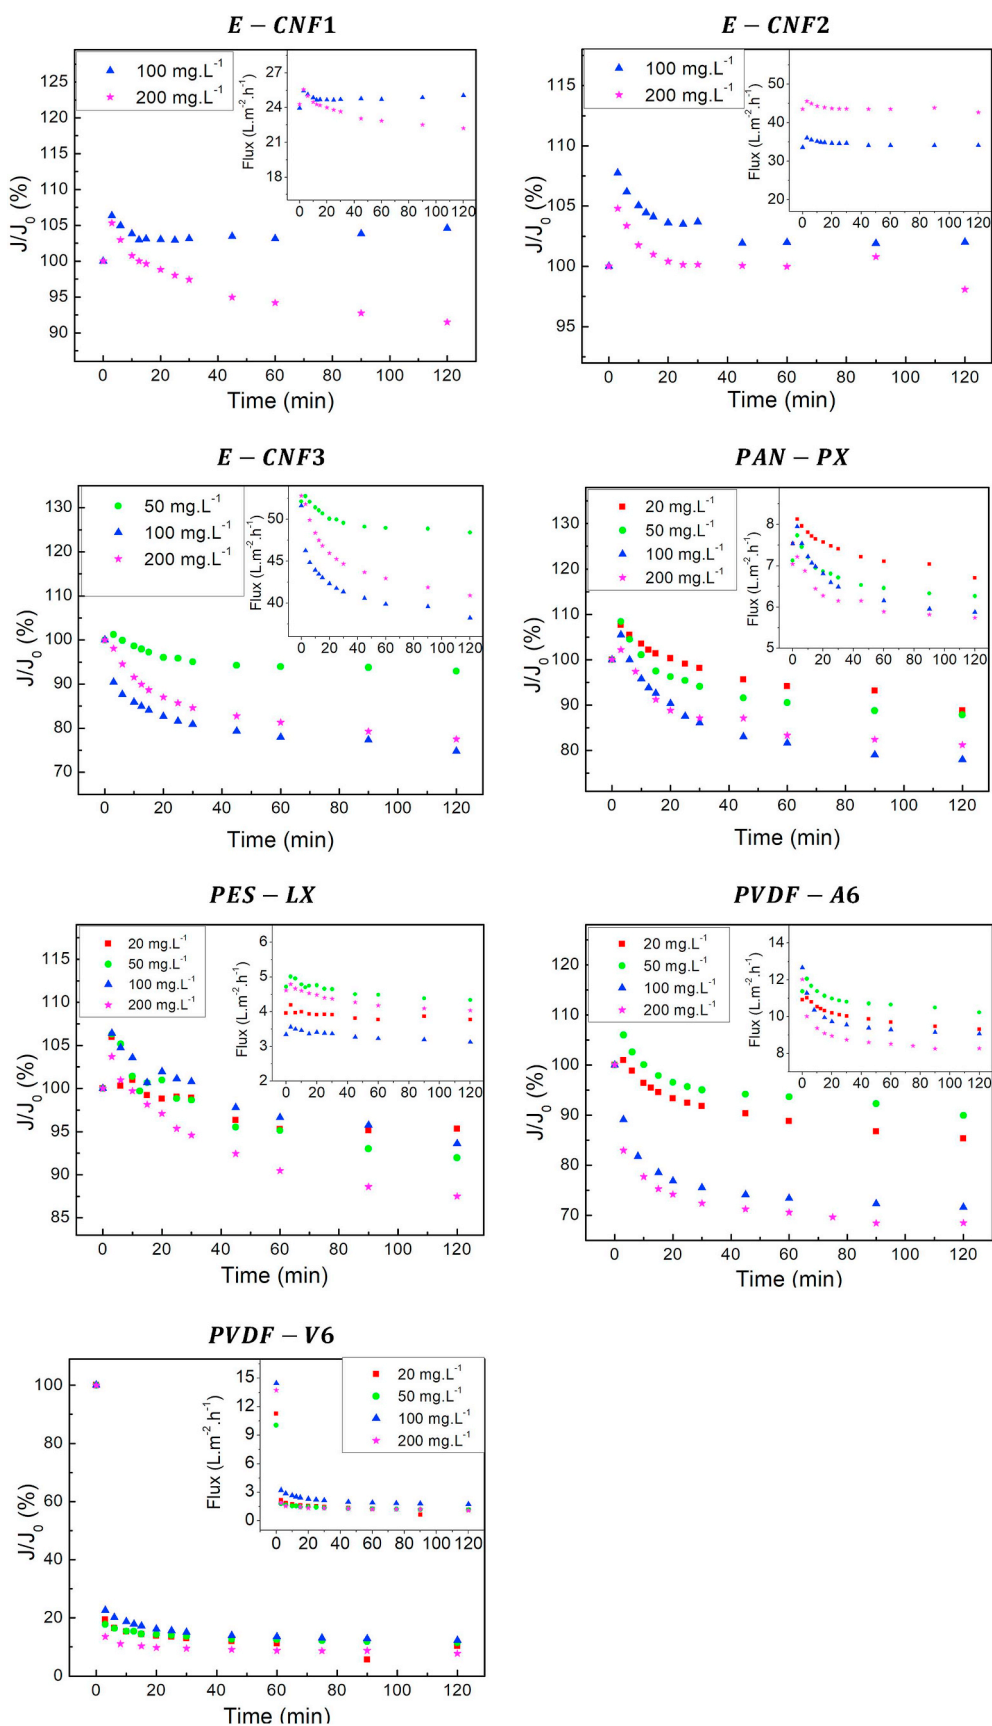 E − CNF1
100 mg.L⁻¹
200 mg.L⁻¹
J/J₀ (%)
125
120
115
110
105
100
95
90
0 20 40 60 80 100 120
Time (min)
Flux (L.m⁻².h⁻¹)
24
0 20 40 60 80 100 120
E − CNF2
100 mg.L⁻¹
200 mg.L⁻¹
J/J₀ (%)
115
110
105
100
95
0 20 40 60 80 100 120
Time (min)
Flux (L.m⁻².h⁻¹)
50
40
30
20
0 20 40 60 80 100 120
E − CNF3
50 mg.L⁻¹
100 mg.L⁻¹
200 mg.L⁻¹
J/J₀ (%)
130
120
110
100
90
80
70
0 20 40 60 80 100 120
Time (min)
Flux (L.m⁻².h⁻¹)
50
45
40
0 20 40 60 80 100 120
PAN − PX
20 mg.L⁻¹
50 mg.L⁻¹
100 mg.L⁻¹
200 mg.L⁻¹
J/J₀ (%)
130
120
110
100
90
80
0 20 40 60 80 100 120
Time (min)
Flux (L.m⁻².h⁻¹)
8
7
6
5
0 20 40 60 80 100 120
PES − LX
20 mg.L⁻¹
50 mg.L⁻¹
100 mg.L⁻¹
200 mg.L⁻¹
J/J₀ (%)
115
110
105
100
95
90
85
0 20 40 60 80 100 120
Time (min)
Flux (L.m⁻².h⁻¹)
6
5
4
3
2
0 20 40 60 80 100 120
PVDF − A6
20 mg.L⁻¹
50 mg.L⁻¹
100 mg.L⁻¹
200 mg.L⁻¹
J/J₀ (%)
120
110
100
90
80
70
0 20 40 60 80 100 120
Time (min)
Flux (L.m⁻².h⁻¹)
14
12
10
8
0 20 40 60 80 100 120
PVDF − V6
20 mg.L⁻¹
50 mg.L⁻¹
100 mg.L⁻¹
200 mg.L⁻¹
J/J₀ (%)
100
80
60
40
20
0
0 20 40 60 80 100 120
Time (min)
Flux (L.m⁻².h⁻¹)
15
12
9
6
3
0
0 20 40 60 80 100 120